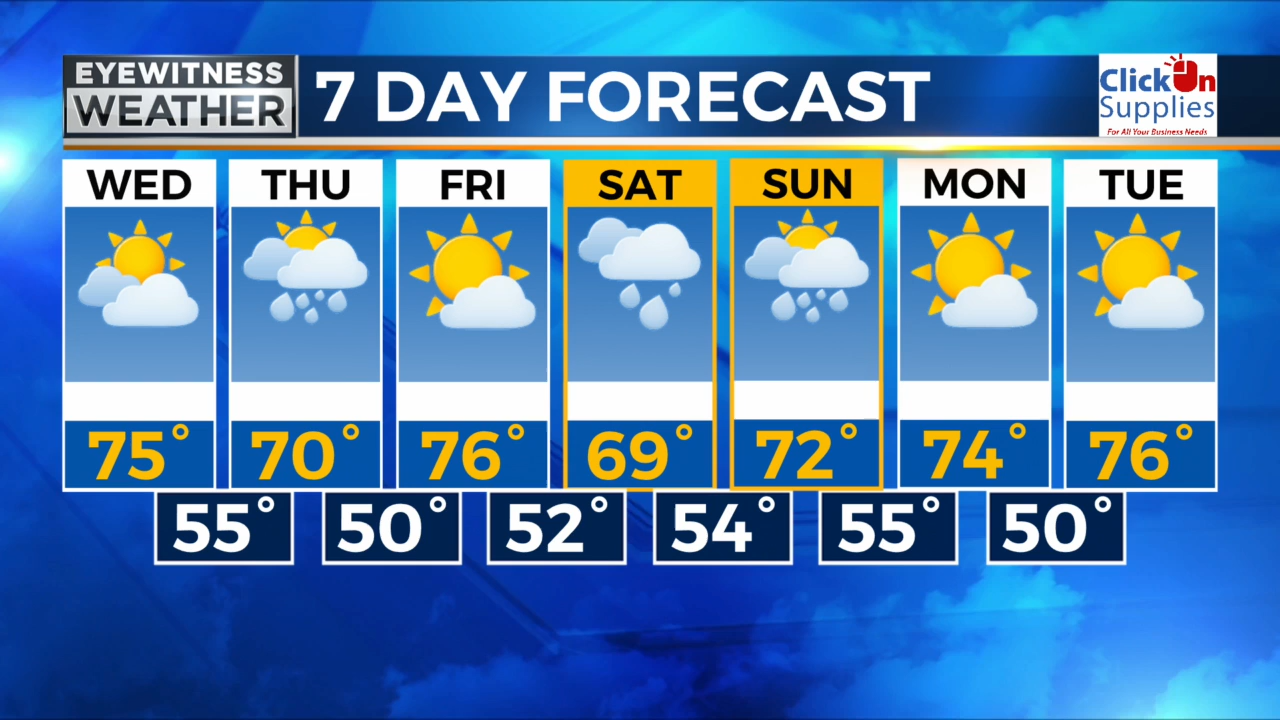 EYEWITNESS
WEATHER
7 DAY FORECAST
ClickOn
Supplies
For All Your Business Needs
WED THU FRI SAT SUN MON TUE
75° 70° 76° 69° 72° 74° 76°
55° 50° 52° 54° 55° 50°